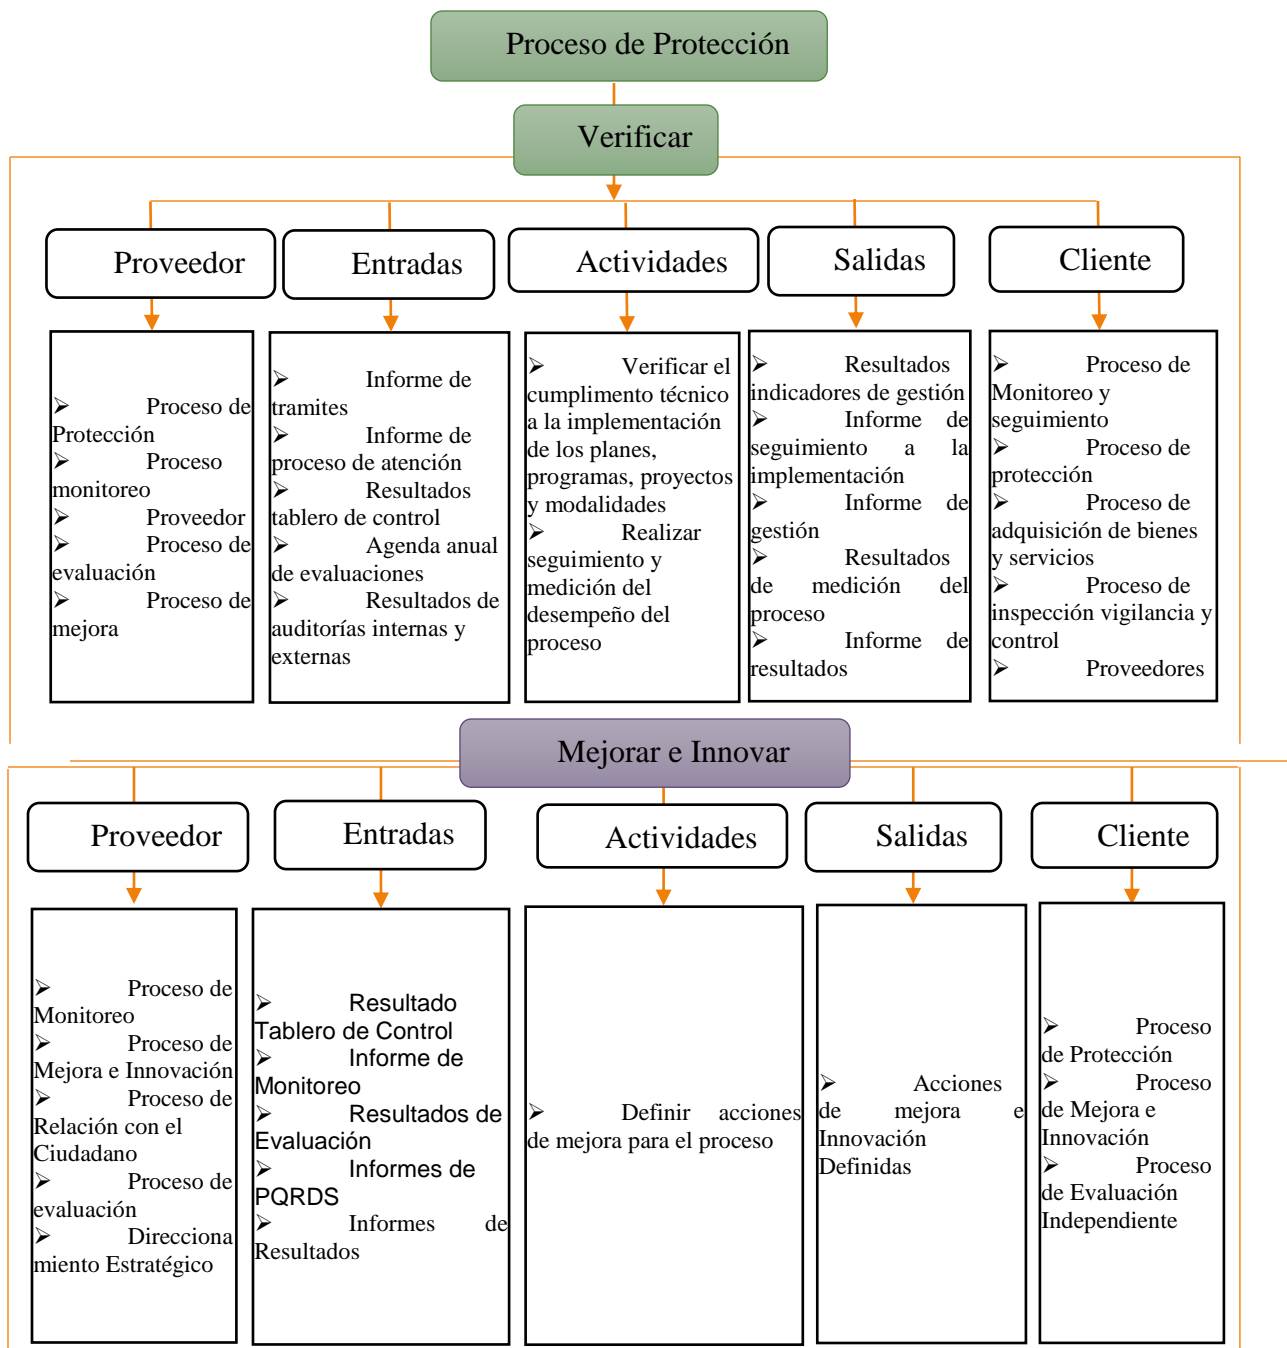 Proceso de Protección
Verificar
Proveedor
Entradas
Actividades
Salidas
Cliente
➢ Proceso de
Protección
➢ Proceso
monitoreo
➢ Proveedor
➢ Proceso de
evaluación
➢ Proceso de
mejora
➢ Informe de
tramites
➢ Informe de
proceso de atención
➢ Resultados
tablero de control
➢ Agenda anual
de evaluaciones
➢ Resultados de
auditorías internas y
externas
➢ Verificar el
cumplimento técnico
a la implementación
de los planes,
programas, proyectos
y modalidades
➢ Realizar
seguimiento y
medición del
desempeño del
proceso
➢ Resultados
indicadores de gestión
➢ Informe de
seguimiento a la
implementación
➢ Informe de
gestión
➢ Resultados
de medición del
proceso
➢ Informe de
resultados
➢ Proceso de
Monitoreo y
seguimiento
➢ Proceso de
protección
➢ Proceso de
adquisición de bienes
y servicios
➢ Proceso de
inspección vigilancia y
control
➢ Proveedores
Mejorar e Innovar
Proveedor
Entradas
Actividades
Salidas
Cliente
➢ Proceso de
Monitoreo
➢ Proceso de
Mejora e Innovación
➢ Proceso de
Relación con el
Ciudadano
➢ Proceso de
evaluación
➢ Direcciona
miento Estratégico
➢ Resultado
Tablero de Control
➢ Informe de
Monitoreo
➢ Resultados de
Evaluación
➢ Informes de
PQRDS
➢ Informes de
Resultados
➢ Definir acciones
de mejora para el proceso
➢ Acciones
de mejora e
Innovación
Definidas
➢ Proceso
de Protección
➢ Proceso
de Mejora e
Innovación
➢ Proceso
de Evaluación
Independiente